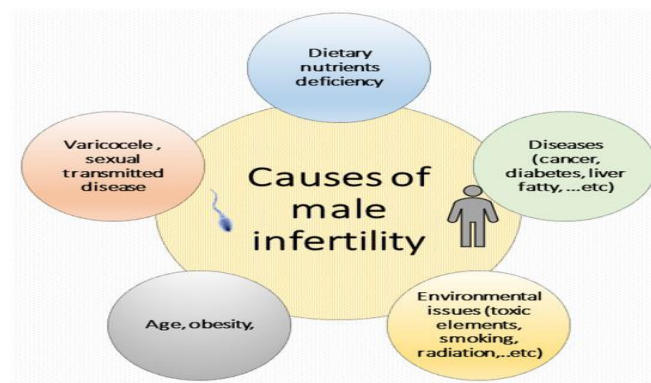 Dietary
nutrients
deficiency
Varicocele ,
sexual
transmitted
disease
Diseases
(cancer,
diabetes, liver
fatty, ...etc)
Causes of
male
infertility
Age, obesity,
Environmental
issues (toxic
elements,
smoking,
radiation,..etc)